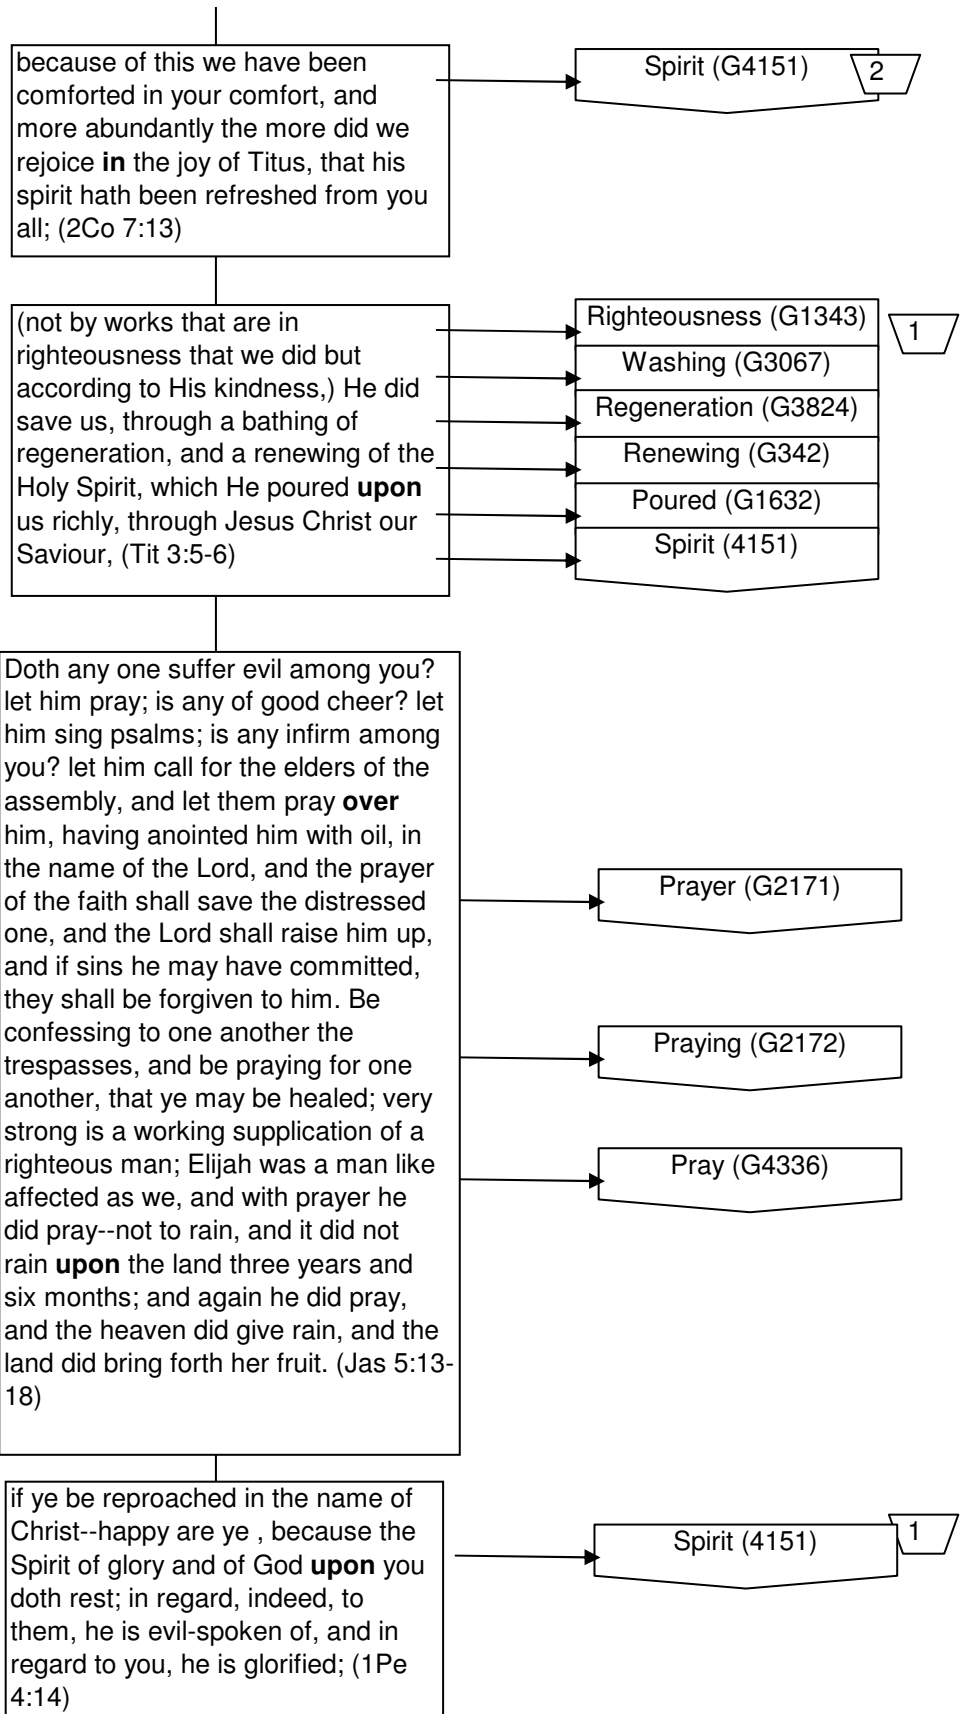 because of this we have been
comforted in your comfort, and
more abundantly the more did we
rejoice in the joy of Titus, that his
spirit hath been refreshed from you
all; (2Co 7:13)
Spirit (G4151)
2
(not by works that are in
righteousness that we did but
according to His kindness,) He did
save us, through a bathing of
regeneration, and a renewing of the
Holy Spirit, which He poured upon
us richly, through Jesus Christ our
Saviour, (Tit 3:5-6)
Righteousness (G1343)
1
Washing (G3067)
Regeneration (G3824)
Renewing (G342)
Poured (G1632)
Spirit (4151)
Doth any one suffer evil among you?
let him pray; is any of good cheer? let
him sing psalms; is any infirm among
you? let him call for the elders of the
assembly, and let them pray over
him, having anointed him with oil, in
the name of the Lord, and the prayer
of the faith shall save the distressed
one, and the Lord shall raise him up,
and if sins he may have committed,
they shall be forgiven to him. Be
confessing to one another the
trespasses, and be praying for one
another, that ye may be healed; very
strong is a working supplication of a
righteous man; Elijah was a man like
affected as we, and with prayer he
did pray--not to rain, and it did not
rain upon the land three years and
six months; and again he did pray,
and the heaven did give rain, and the
land did bring forth her fruit. (Jas 5:13-
18)
Prayer (G2171)
Praying (G2172)
Pray (G4336)
if ye be reproached in the name of
Christ--happy are ye , because the
Spirit of glory and of God upon you
doth rest; in regard, indeed, to
them, he is evil-spoken of, and in
regard to you, he is glorified; (1Pe
4:14)
Spirit (4151)
1